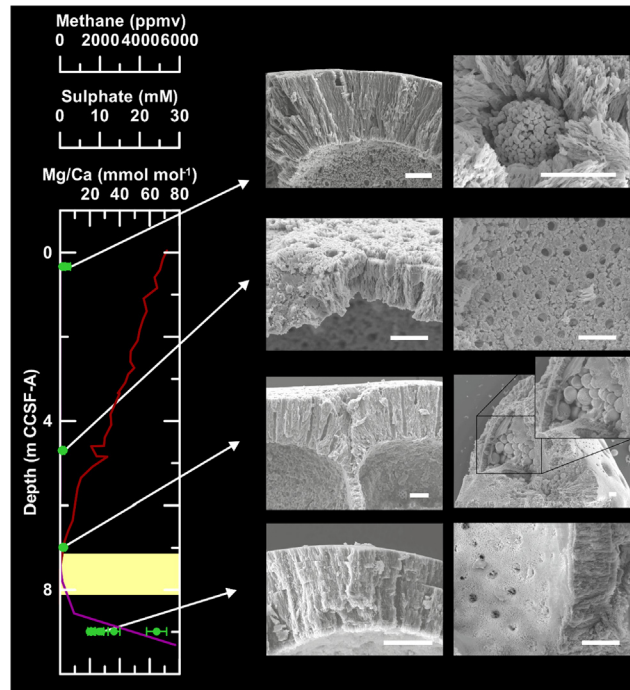 Methane (ppmv)
0 2000 4000 6000
Sulphate (mM)
0 10 20 30
Mg/Ca (mmol mol-1)
20 40 60 80
0
4
8
Depth (m CCSF-A)